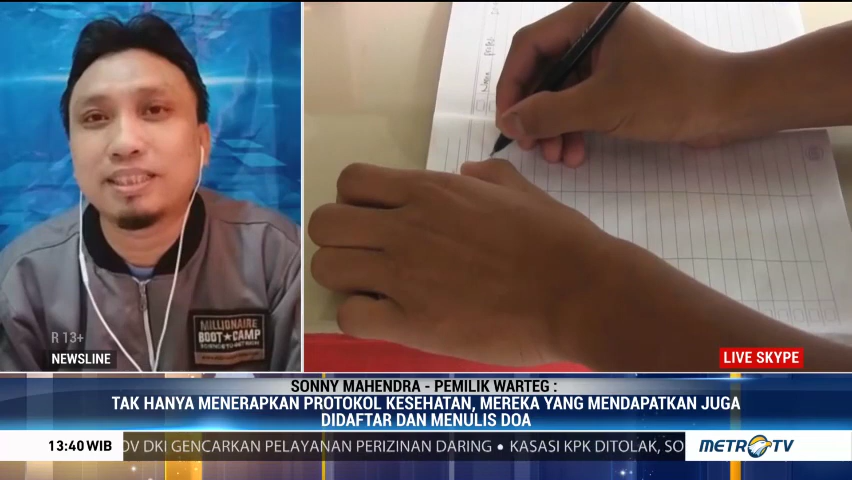 R 13+
NEWSLINE
MILLIONAIRE
BOOT★CAMP
LIVE SKYPE
SONNY MAHENDRA - PEMILIK WARTEG :
TAK HANYA MENERAPKAN PROTOKOL KESEHATAN, MEREKA YANG MENDAPATKAN JUGA
DIDAFTAR DAN MENULIS DOA
13:40 WIB
OV DKI GENCARKAN PELAYANAN PERIZINAN DARING • KASASI KPK DITOLAK, SO
METRO TV